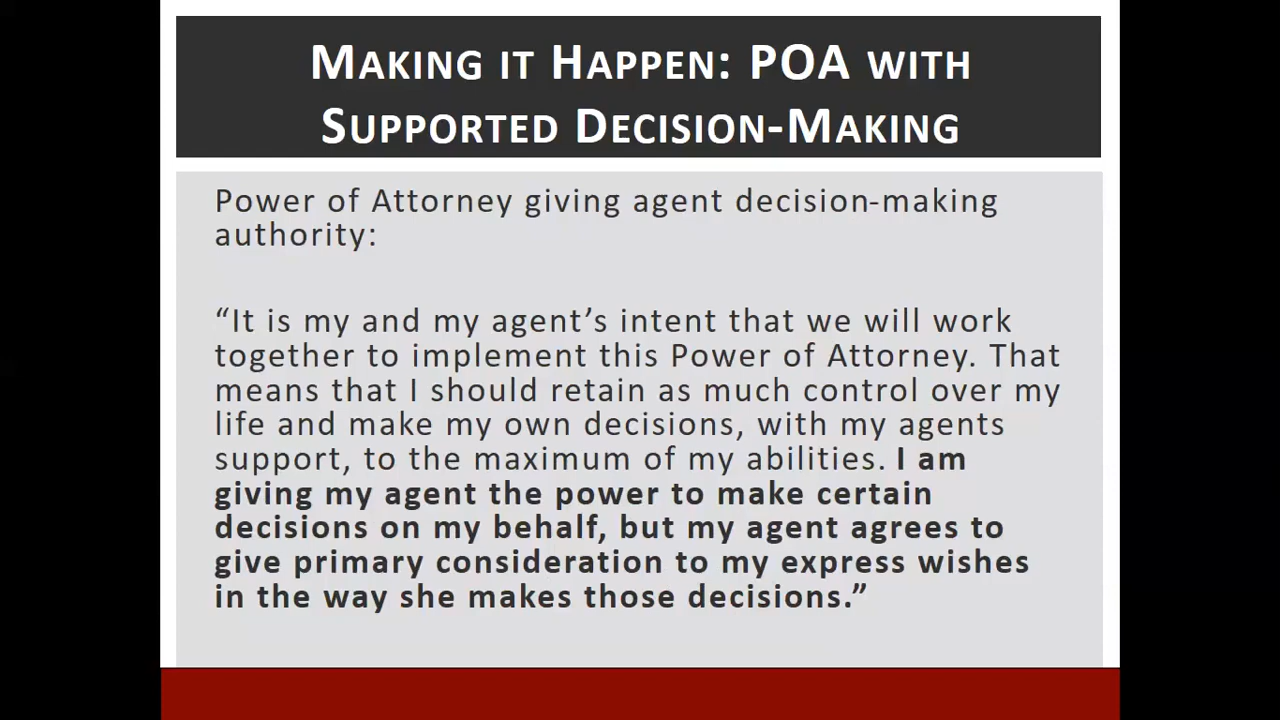 MAKING IT HAPPEN: POA WITH
SUPPORTED DECISION-MAKING
Power of Attorney giving agent decision-making
authority:
“It is my and my agent’s intent that we will work
together to implement this Power of Attorney. That
means that I should retain as much control over my
life and make my own decisions, with my agents
support, to the maximum of my abilities. I am
giving my agent the power to make certain
decisions on my behalf, but my agent agrees to
give primary consideration to my express wishes
in the way she makes those decisions.”